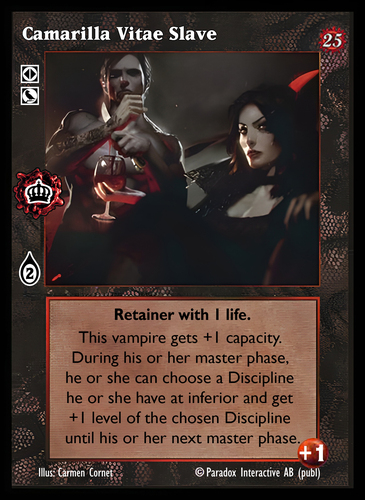 Camarilla Vitae Slave
25
2
Retainer with 1 life.
This vampire gets +1 capacity.
During his or her master phase,
he or she can choose a Discipline
he or she have at inferior and get
+1 level of the chosen Discipline
until his or her next master phase.
+1
Illus: Carmen Cornet
© Paradox Interactive AB (publ)